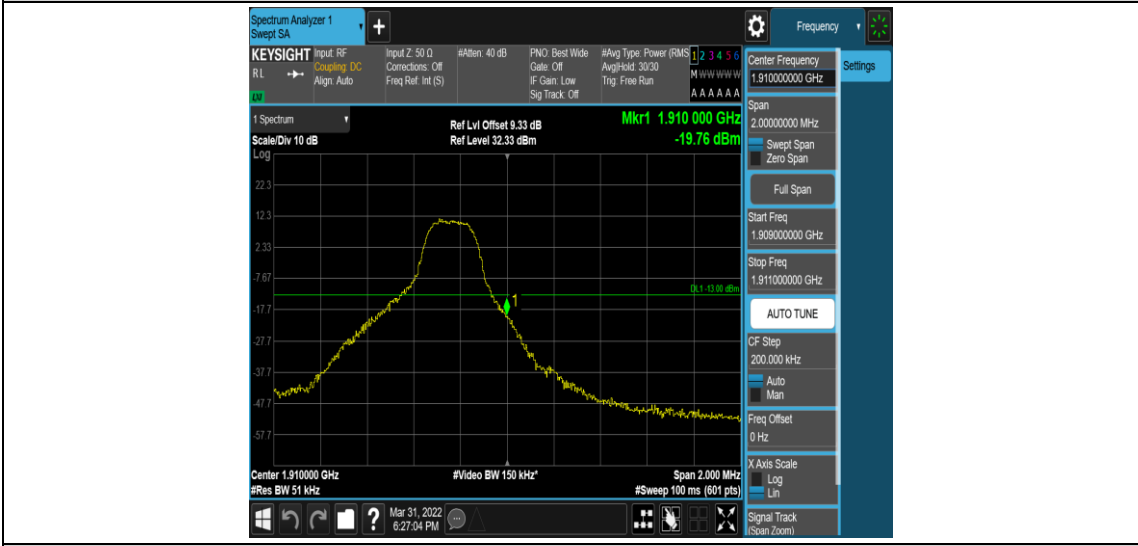 Spectrum Analyzer 1
Swept SA
+
Frequency
KEYSIGHT
Input: RF
Coupling: DC
Align: Auto
RL
Input Z: 50 Ω
Corrections: Off
Freq Ref: Int (S)
#Atten: 40 dB
PNO: Best Wide
Gate: Off
IF Gain: Low
Sig Track: Off
#Avg Type: Power (RMS
Avg|Hold: 30/30
Trig: Free Run
1 2 3 4 5 6
M W W W W W
A A A A A A
1 Spectrum
Scale/Div 10 dB
Log
Ref Lvl Offset 9.33 dB
Ref Level 32.33 dBm
Mkr1 1.910 000 GHz
-19.76 dBm
22.3
12.3
2.33
-7.67
-17.7
-27.7
-37.7
-47.7
-57.7
DL1 -13.00 dBm
1
Center 1.910000 GHz
#Res BW 51 kHz
#Video BW 150 kHz*
Span 2.000 MHz
#Sweep 100 ms (601 pts)
?
Mar 31, 2022
6:27:04 PM
Center Frequency
1.910000000 GHz
Settings
Span
2.00000000 MHz
Swept Span
Zero Span
Full Span
Start Freq
1.909000000 GHz
Stop Freq
1.911000000 GHz
AUTO TUNE
CF Step
200.000 kHz
Auto
Man
Freq Offset
0 Hz
X Axis Scale
Log
Lin
Signal Track
(Span Zoom)